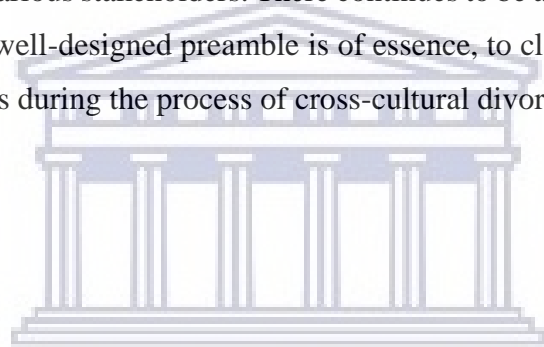 arious stakeholders. There continues to be a
well-designed preamble is of essence, to cl
s during the process of cross-cultural divor